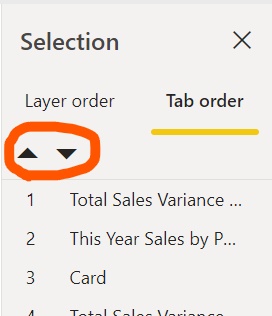 Selection
Layer order Tab order
1 Total Sales Variance ...
2 This Year Sales by P...
3 Card
4 Total Sales Variance